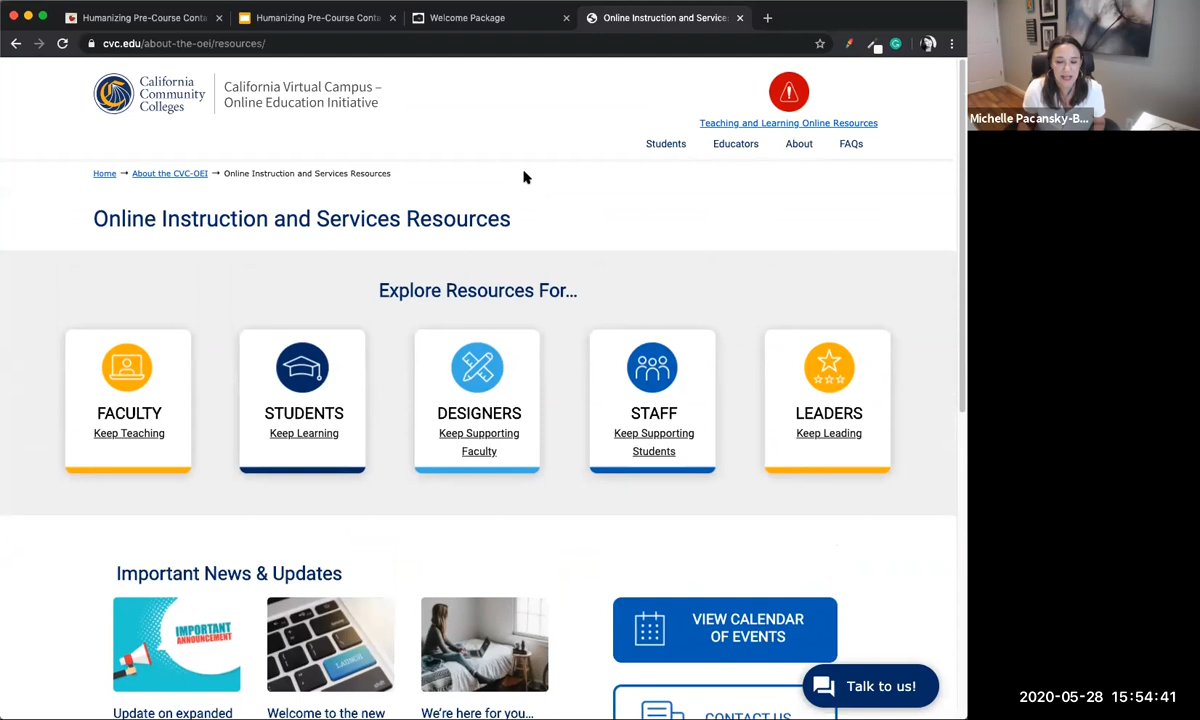 Humanizing Pre-Course Conta
Humanizing Pre-Course Conta
Welcome Package
Online Instruction and Service
cvc.edu/about-the-oei/resources/
California
Community
Colleges
California Virtual Campus –
Online Education Initiative
Teaching and Learning Online Resources
Students
Educators
About
FAQs
Michelle Pacansky-B...
Home → About the CVC-OEI → Online Instruction and Services Resources
Online Instruction and Services Resources
Explore Resources For...
FACULTY
Keep Teaching
STUDENTS
Keep Learning
DESIGNERS
Keep Supporting
Faculty
STAFF
Keep Supporting
Students
LEADERS
Keep Leading
Important News & Updates
IMPORTANT
ANNOUNCEMENT
LAUNCH
VIEW CALENDAR
OF EVENTS
Talk to us!
CONTACT US
Update on expanded
Welcome to the new
We're here for you...
2020-05-28 15:54:41